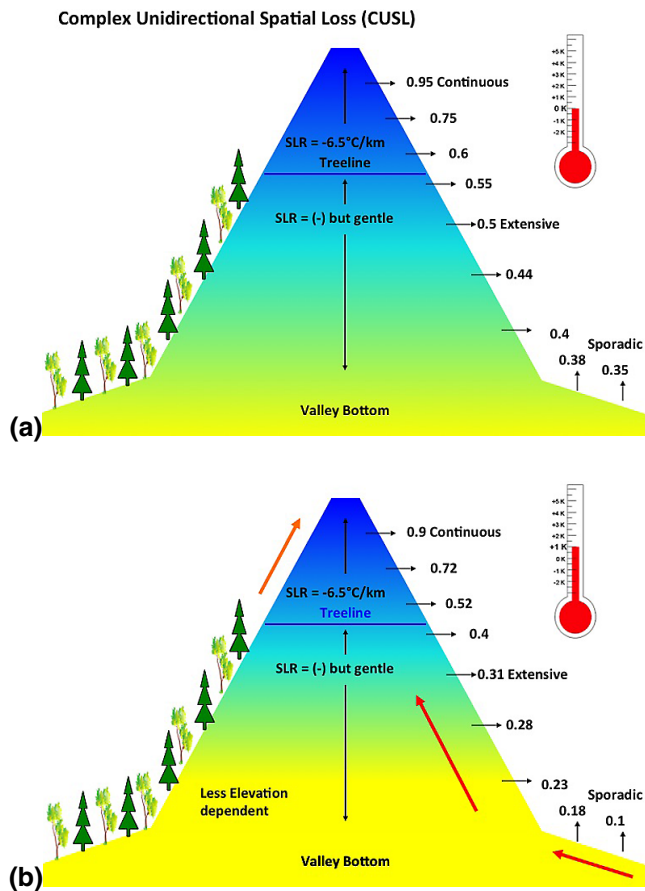 Complex Unidirectional Spatial Loss (CUSL)
+5 K
+4 K
+3 K
+2 K
+1 K
0 K
-1 K
-2 K
0.95 Continuous
0.75
SLR = -6.5°C/km
0.6
Treeline
0.55
SLR = (-) but gentle
0.5 Extensive
0.44
0.4
Sporadic
0.38
0.35
Valley Bottom
(a)
+5 K
+4 K
+3 K
+2 K
+1 K
0 K
-1 K
-2 K
0.9 Continuous
0.72
SLR = -6.5°C/km
0.52
Treeline
0.4
SLR = (-) but gentle
0.31 Extensive
0.28
0.23
Less Elevation
dependent
Sporadic
0.18
0.1
Valley Bottom
(b)